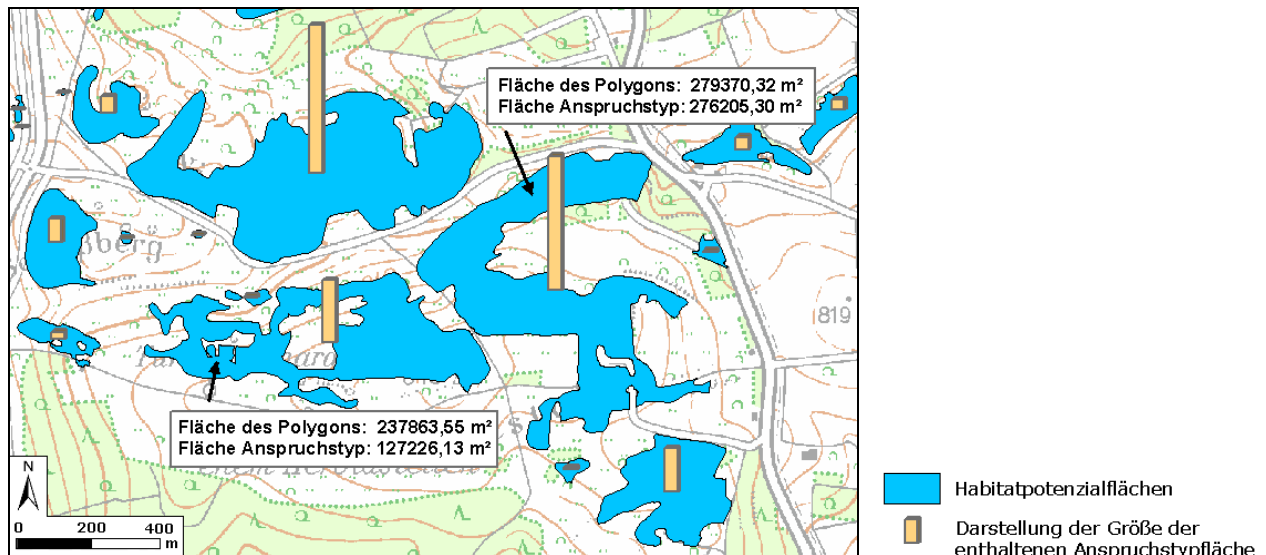 Fläche des Polygons: 279370,32 m²
Fläche Anspruchstyp: 276205,30 m²
819
Fläche des Polygons: 237863,55 m²
Fläche Anspruchstyp: 127226,13 m²
N
0 200 400
m
Habitatpotenzialflächen
Darstellung der Größe der
enthaltenen Anspruchstypfläche